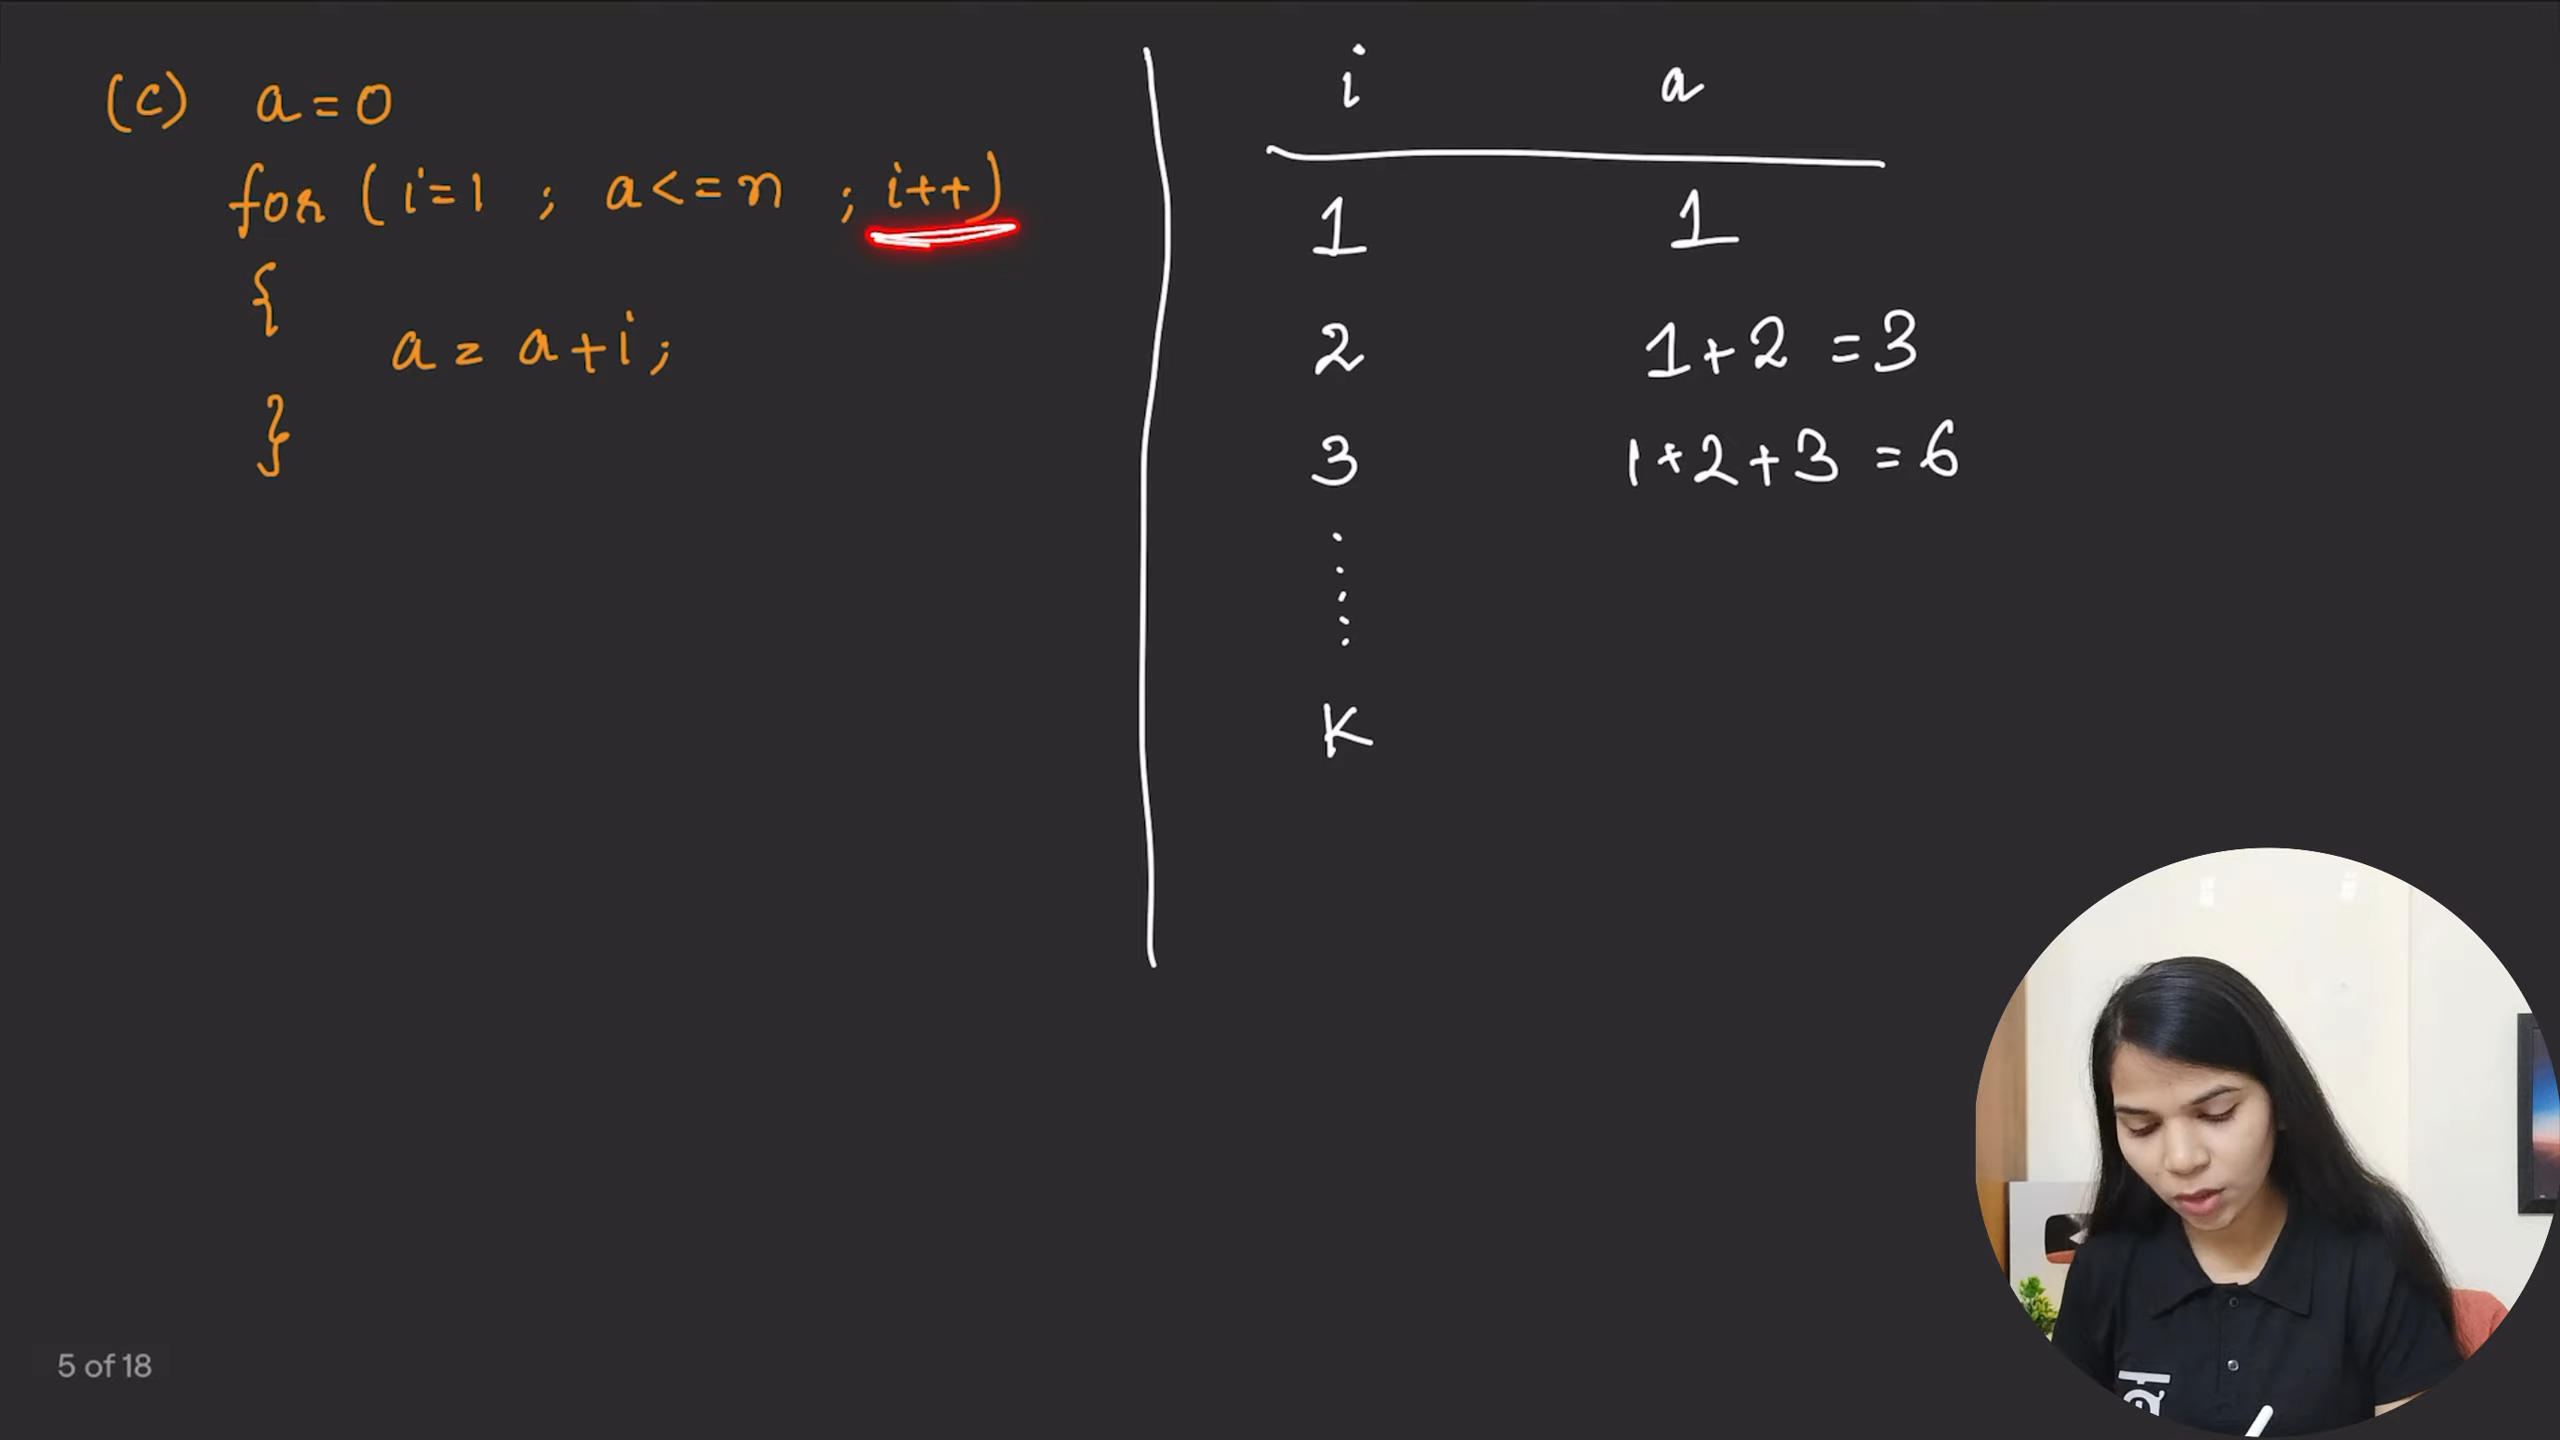 (c) a=0
for (i=1 ; a<=n ; i++)
{
a = a+i;
}
i a
1 1
2 1+2 =3
3 1+2+3 =6
⋮
K
5 of 18